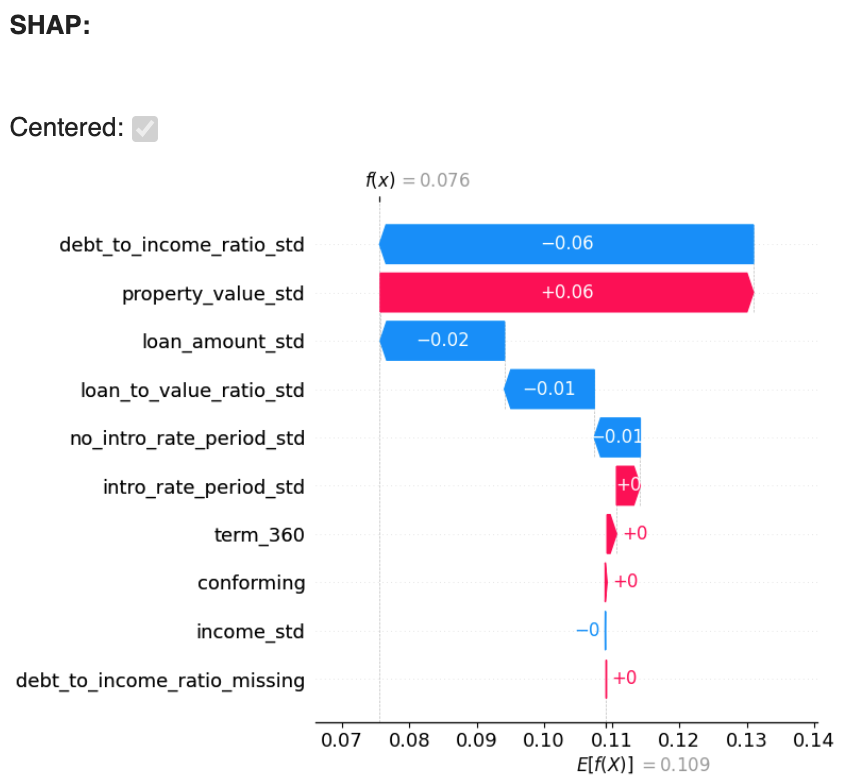 SHAP:
Centered:
f(x) = 0.076
debt_to_income_ratio_std −0.06
property_value_std +0.06
loan_amount_std −0.02
loan_to_value_ratio_std −0.01
no_intro_rate_period_std −0.01
intro_rate_period_std +0
term_360 +0
conforming +0
income_std −0
debt_to_income_ratio_missing +0
0.07 0.08 0.09 0.10 0.11 0.12 0.13 0.14
E[f(X)] = 0.109